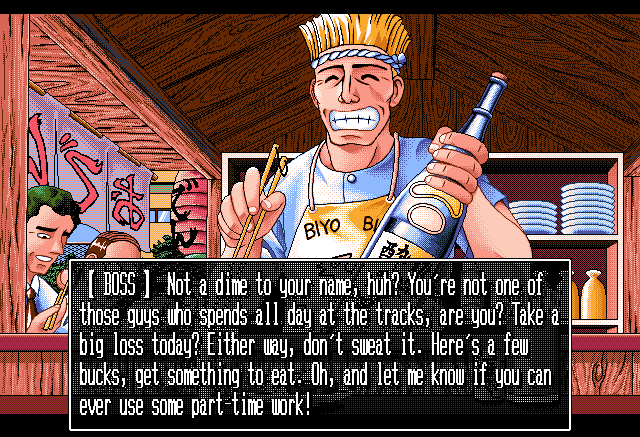 BIYO BI
【 BOSS 】 Not a dime to your name, huh? You're not one of
those guys who spends all day at the tracks, are you? Take a
big loss today? Either way, don't sweat it. Here's a few
bucks, get something to eat. Oh, and let me know if you can
ever use some part-time work!